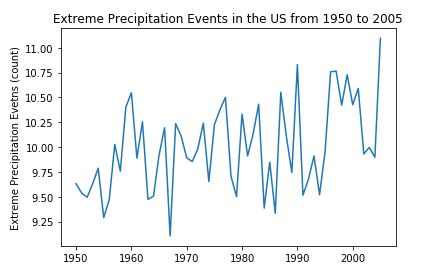 Extreme Precipitation Events in the US from 1950 to 2005
Extreme Precipitation Evetns (count)
11.00
10.75
10.50
10.25
10.00
9.75
9.50
9.25
1950 1960 1970 1980 1990 2000